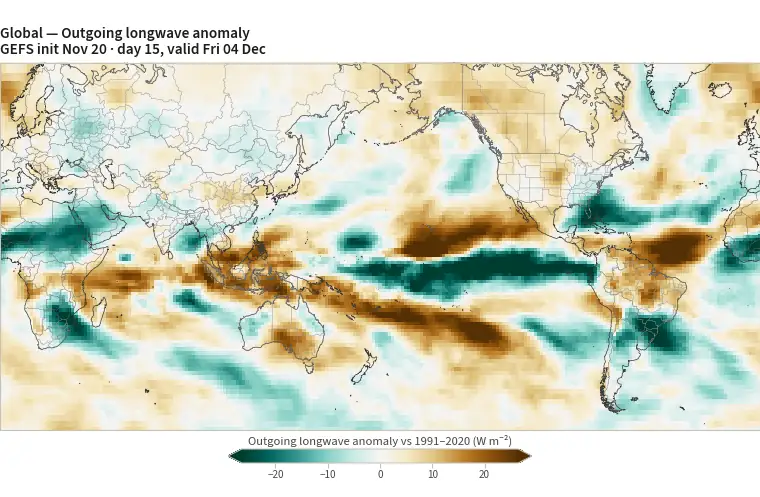 Global — Outgoing longwave anomaly
GEFS init Nov 20 · day 15, valid Fri 04 Dec
Outgoing longwave anomaly vs 1991–2020 (W m⁻²)
−20 −10 0 10 20